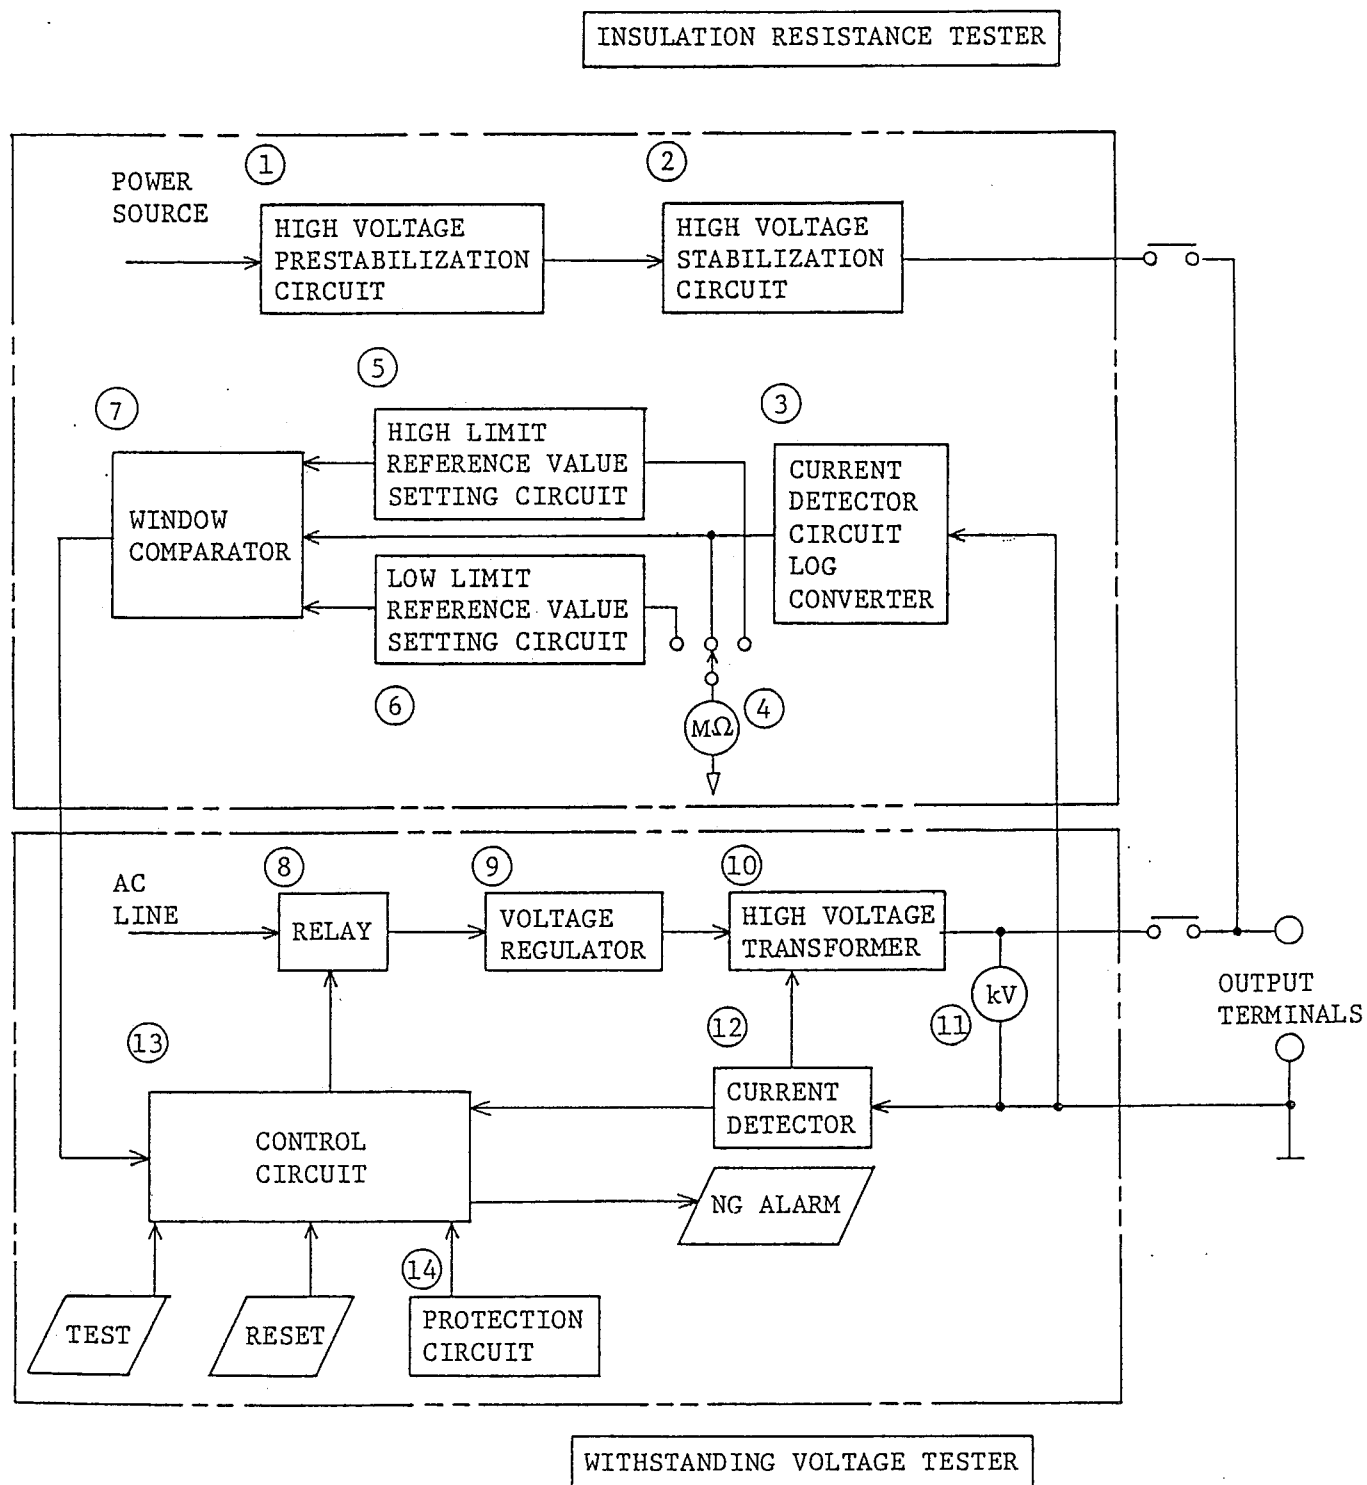 INSULATION RESISTANCE TESTER
1
2
POWER
SOURCE
HIGH VOLTAGE
PRESTABILIZATION
CIRCUIT
HIGH VOLTAGE
STABILIZATION
CIRCUIT
5
7
3
HIGH LIMIT
REFERENCE VALUE
SETTING CIRCUIT
CURRENT
DETECTOR
CIRCUIT
LOG
CONVERTER
WINDOW
COMPARATOR
LOW LIMIT
REFERENCE VALUE
SETTING CIRCUIT
6
4
MΩ
8
9
10
AC
LINE
RELAY
VOLTAGE
REGULATOR
HIGH VOLTAGE
TRANSFORMER
kV
11
OUTPUT
TERMINALS
12
13
CURRENT
DETECTOR
CONTROL
CIRCUIT
NG ALARM
14
TEST
RESET
PROTECTION
CIRCUIT
WITHSTANDING VOLTAGE TESTER